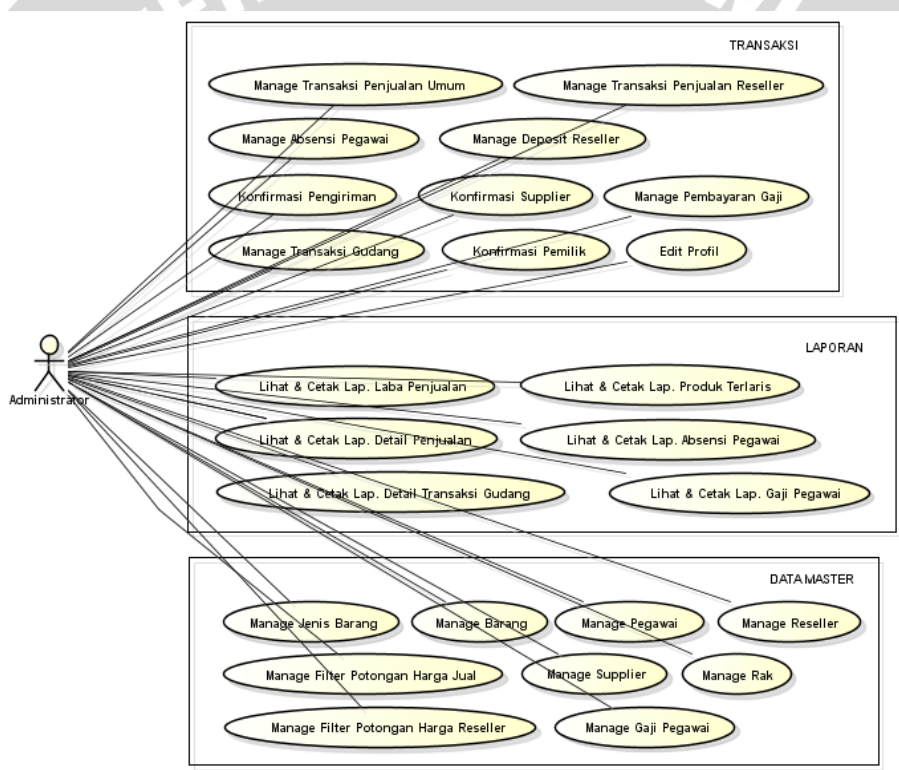 TRANSAKSI
Manage Transaksi Penjualan Umum
Manage Transaksi Penjualan Reseller
Manage Absensi Pegawai
Manage Deposit Reseller
Konfirmasi Pengiriman
Konfirmasi Supplier
Manage Pembayaran Gaji
Manage Transaksi Gudang
Konfirmasi Pemilik
Edit Profil
Administrator
LAPORAN
Lihat & Cetak Lap. Laba Penjualan
Lihat & Cetak Lap. Produk Terlaris
Lihat & Cetak Lap. Detail Penjualan
Lihat & Cetak Lap. Absensi Pegawai
Lihat & Cetak Lap. Detail Transaksi Gudang
Lihat & Cetak Lap. Gaji Pegawai
DATA MASTER
Manage Jenis Barang
Manage Barang
Manage Pegawai
Manage Reseller
Manage Filter Potongan Harga Jual
Manage Supplier
Manage Rak
Manage Filter Potongan Harga Reseller
Manage Gaji Pegawai